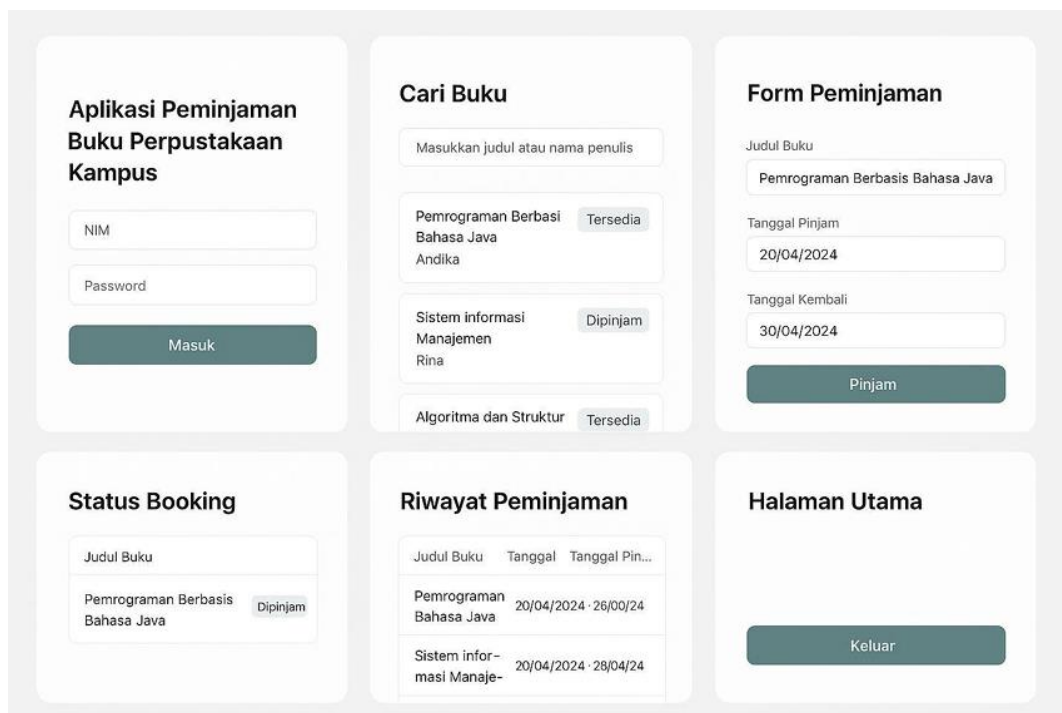 Aplikasi Peminjaman
Buku Perpustakaan
Kampus
NIM
Password
Masuk
Cari Buku
Masukkan judul atau nama penulis
Pemrograman Berbasi
Bahasa Java
Andika
Tersedia
Sistem informasi
Manajemen
Rina
Dipinjam
Algoritma dan Struktur
Tersedia
Form Peminjaman
Judul Buku
Pemrograman Berbasis Bahasa Java
Tanggal Pinjam
20/04/2024
Tanggal Kembali
30/04/2024
Pinjam
Status Booking
Judul Buku
Pemrograman Berbasis
Bahasa Java
Dipinjam
Riwayat Peminjaman
Judul Buku Tanggal Tanggal Pin...
Pemrograman
Bahasa Java
20/04/2024 · 26/00/24
Sistem infor-
masi Manaje-
20/04/2024 · 28/04/24
Halaman Utama
Keluar